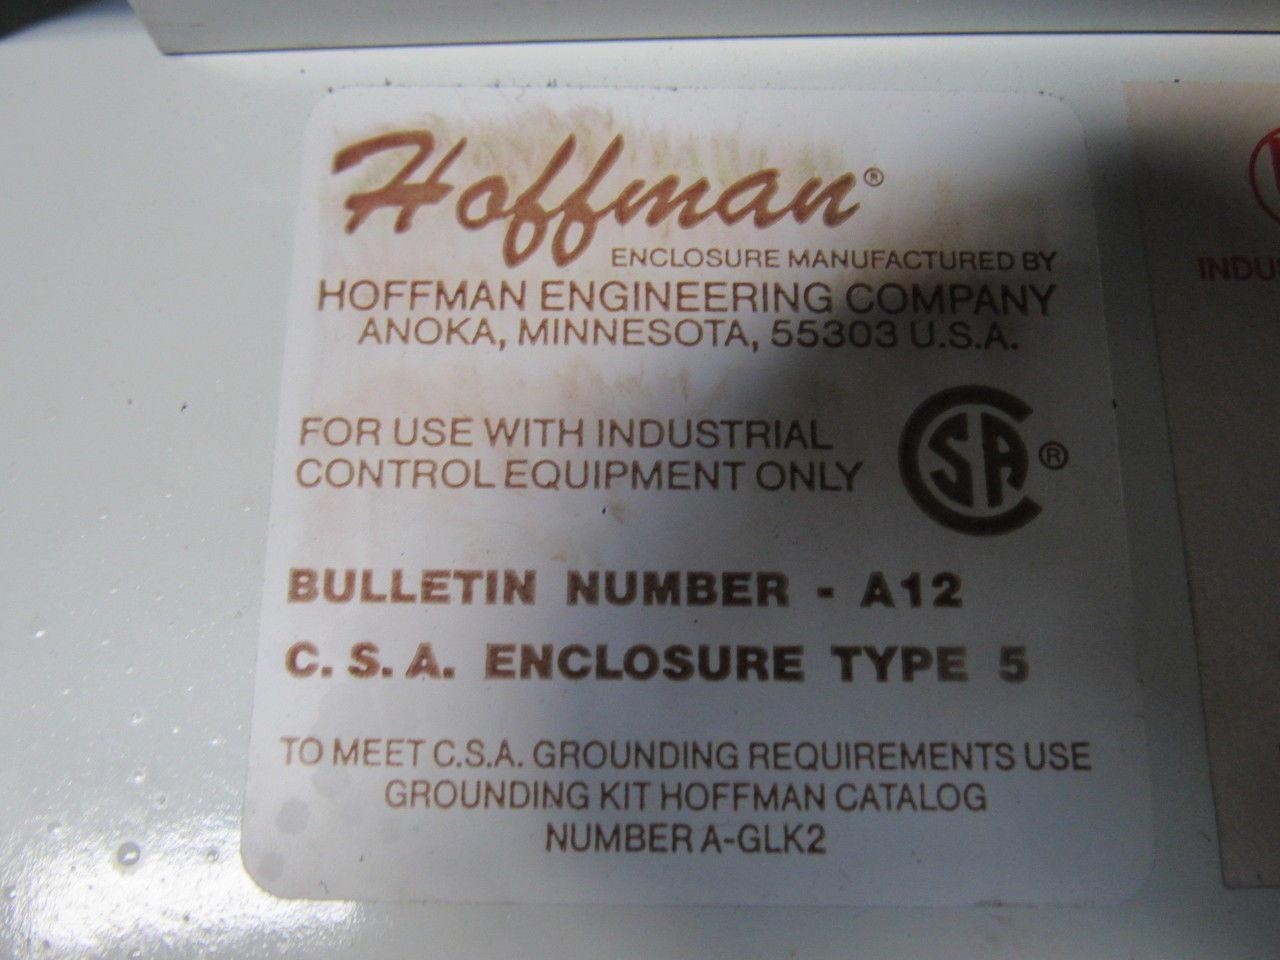 Hoffman®
ENCLOSURE MANUFACTURED BY
HOFFMAN ENGINEERING COMPANY
ANOKA, MINNESOTA, 55303 U.S.A.
FOR USE WITH INDUSTRIAL
CONTROL EQUIPMENT ONLY
CSA®
BULLETIN NUMBER - A12
C. S. A. ENCLOSURE TYPE 5
TO MEET C.S.A. GROUNDING REQUIREMENTS USE
GROUNDING KIT HOFFMAN CATALOG
NUMBER A-GLK2